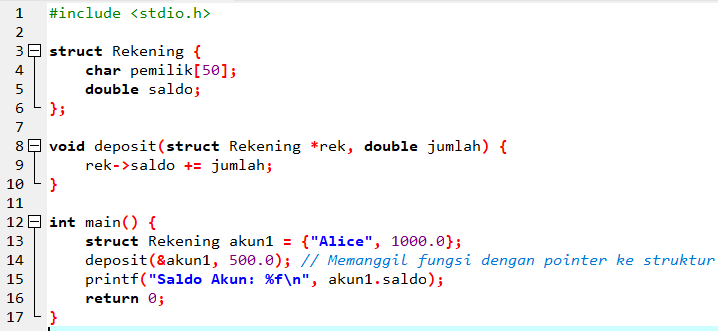 1 #include <stdio.h>
2
3 struct Rekening {
4     char pemilik[50];
5     double saldo;
6 };
7
8 void deposit(struct Rekening *rek, double jumlah) {
9     rek->saldo += jumlah;
10 }
11
12 int main() {
13     struct Rekening akun1 = {"Alice", 1000.0};
14     deposit(&akun1, 500.0); // Memanggil fungsi dengan pointer ke struktur
15     printf("Saldo Akun: %f\n", akun1.saldo);
16     return 0;
17 }